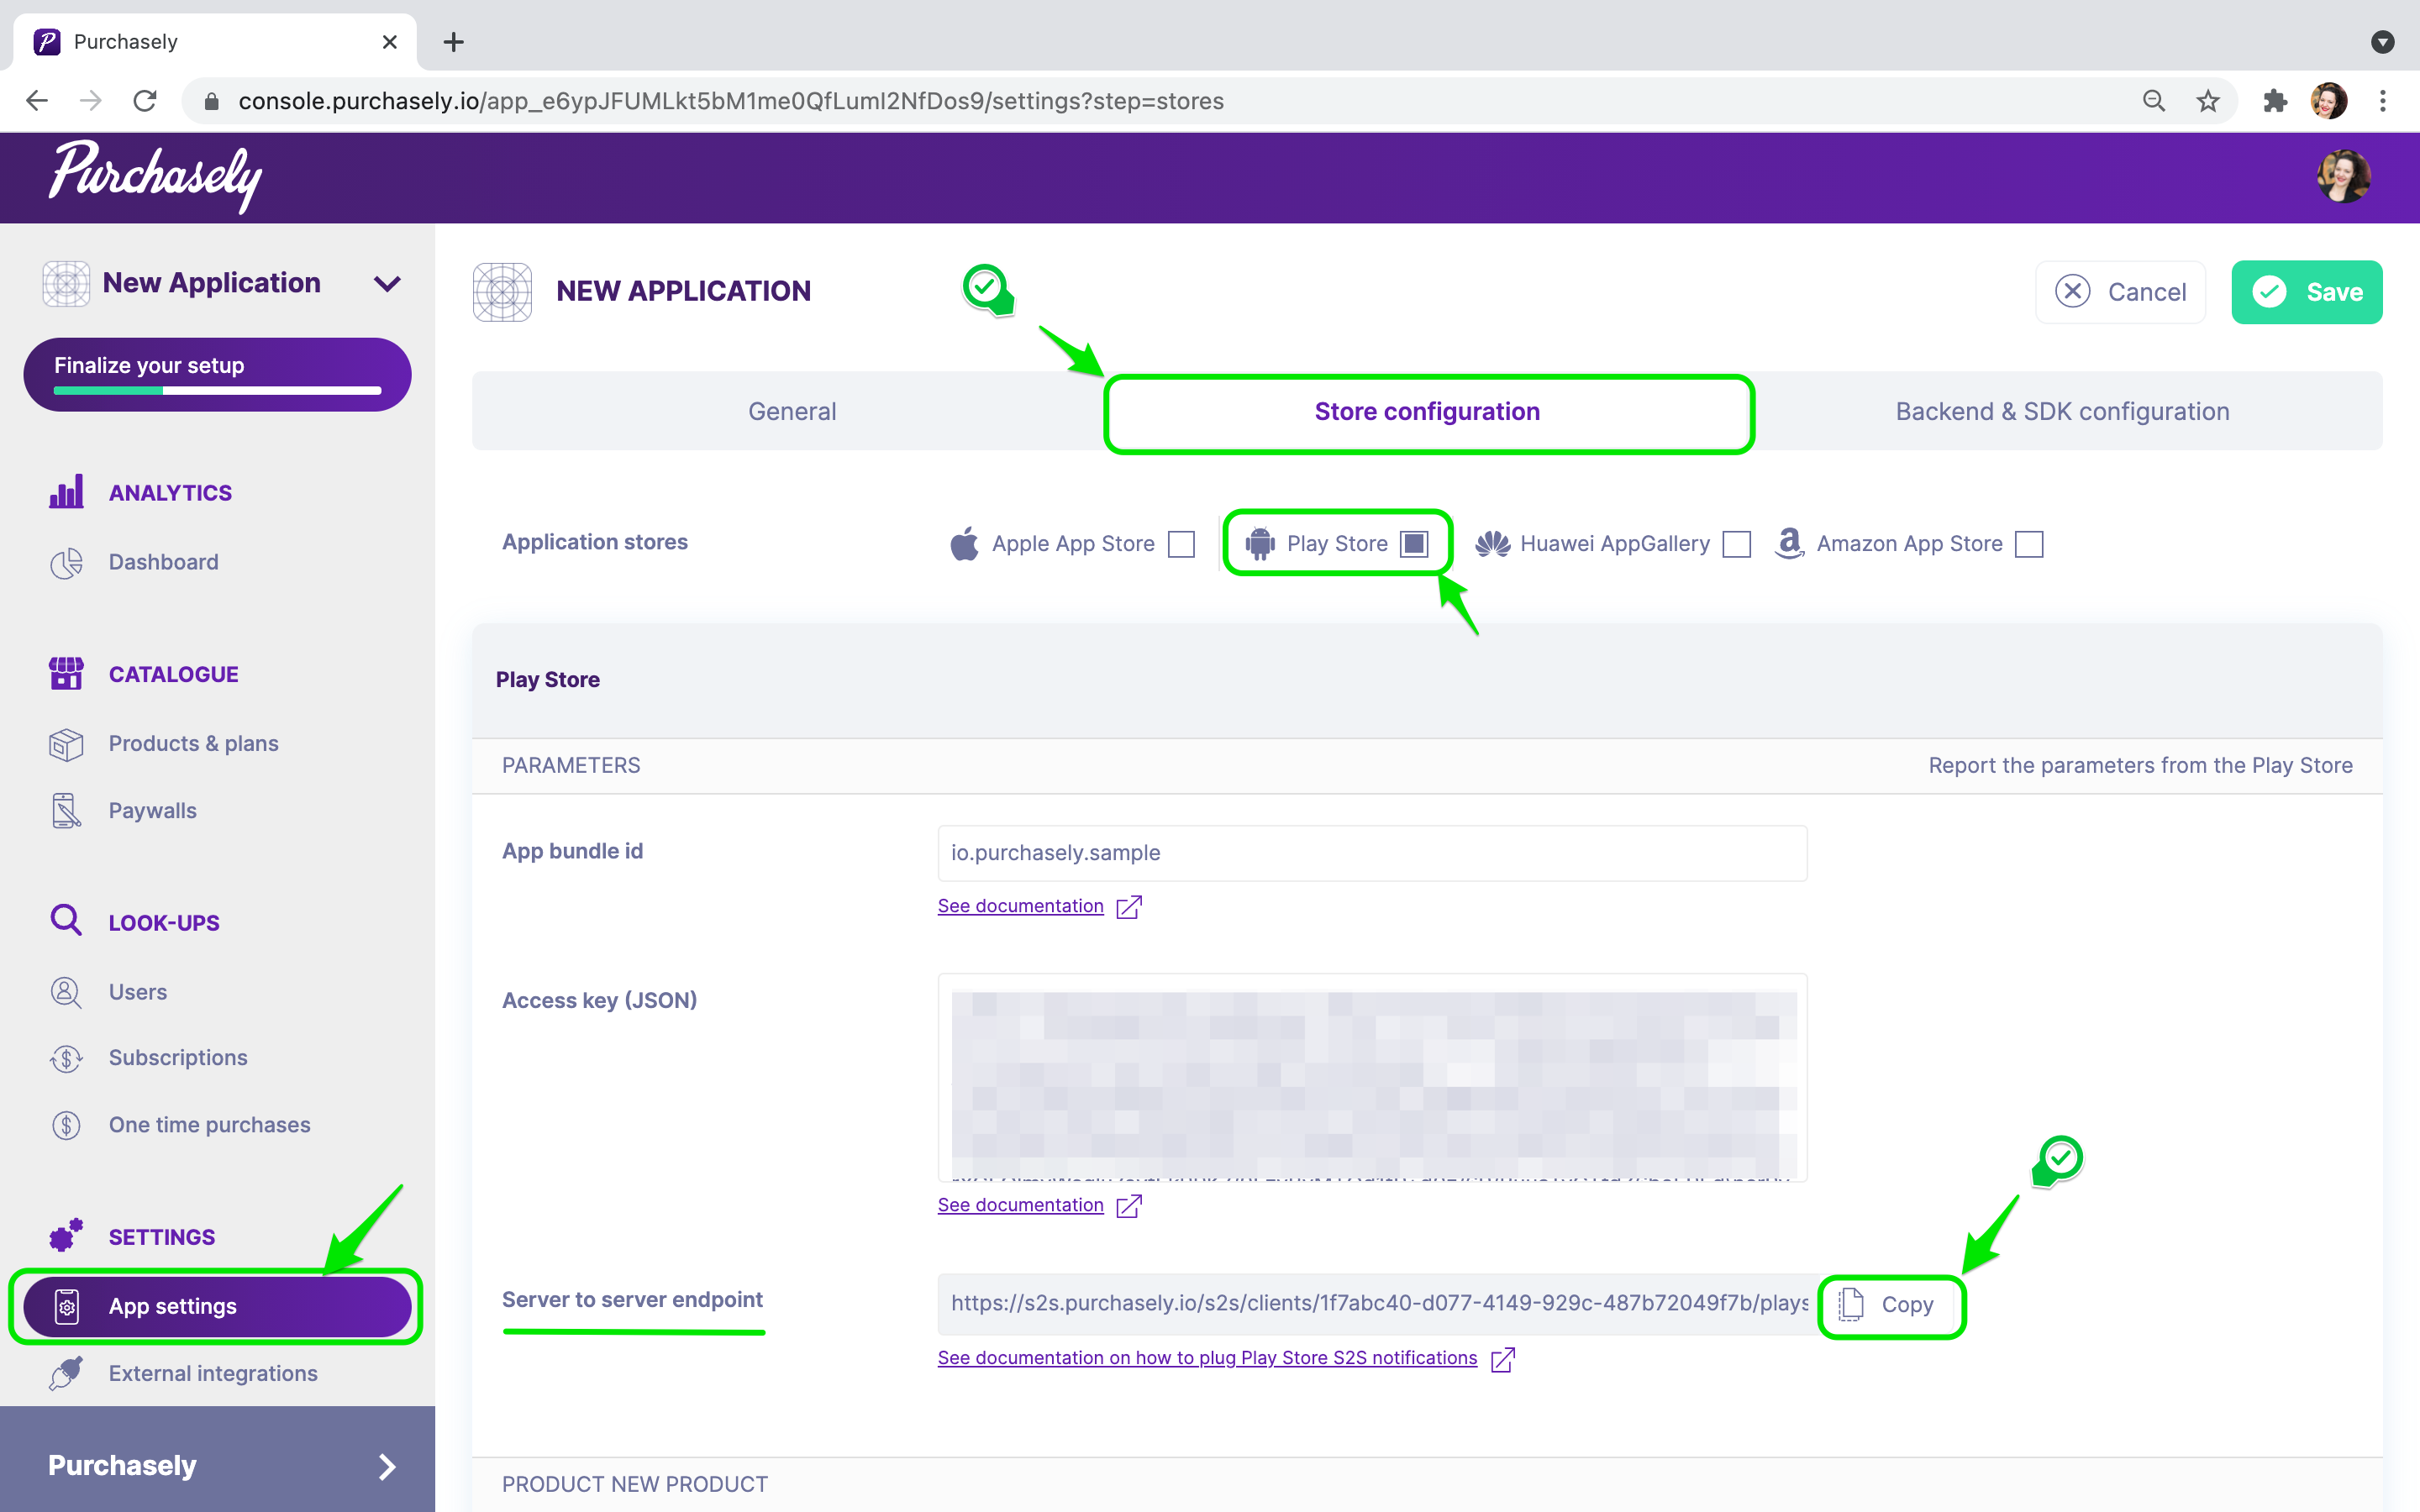 Purchasely
console.purchasely.io/app_e6ypJFUMLkt5bM1me0QfLumI2NfDos9/settings?step=stores
Purchasely
New Application
Finalize your setup
ANALYTICS
Dashboard
CATALOGUE
Products & plans
Paywalls
LOOK-UPS
Users
Subscriptions
One time purchases
SETTINGS
App settings
External integrations
Purchasely
NEW APPLICATION
Cancel
Save
General
Store configuration
Backend & SDK configuration
Application stores
Apple App Store
Play Store
Huawei AppGallery
Amazon App Store
Play Store
PARAMETERS
Report the parameters from the Play Store
App bundle id
io.purchasely.sample
See documentation
Access key (JSON)
See documentation
Server to server endpoint
https://s2s.purchasely.io/s2s/clients/1f7abc40-d077-4149-929c-487b72049f7b/plays
Copy
See documentation on how to plug Play Store S2S notifications
PRODUCT NEW PRODUCT